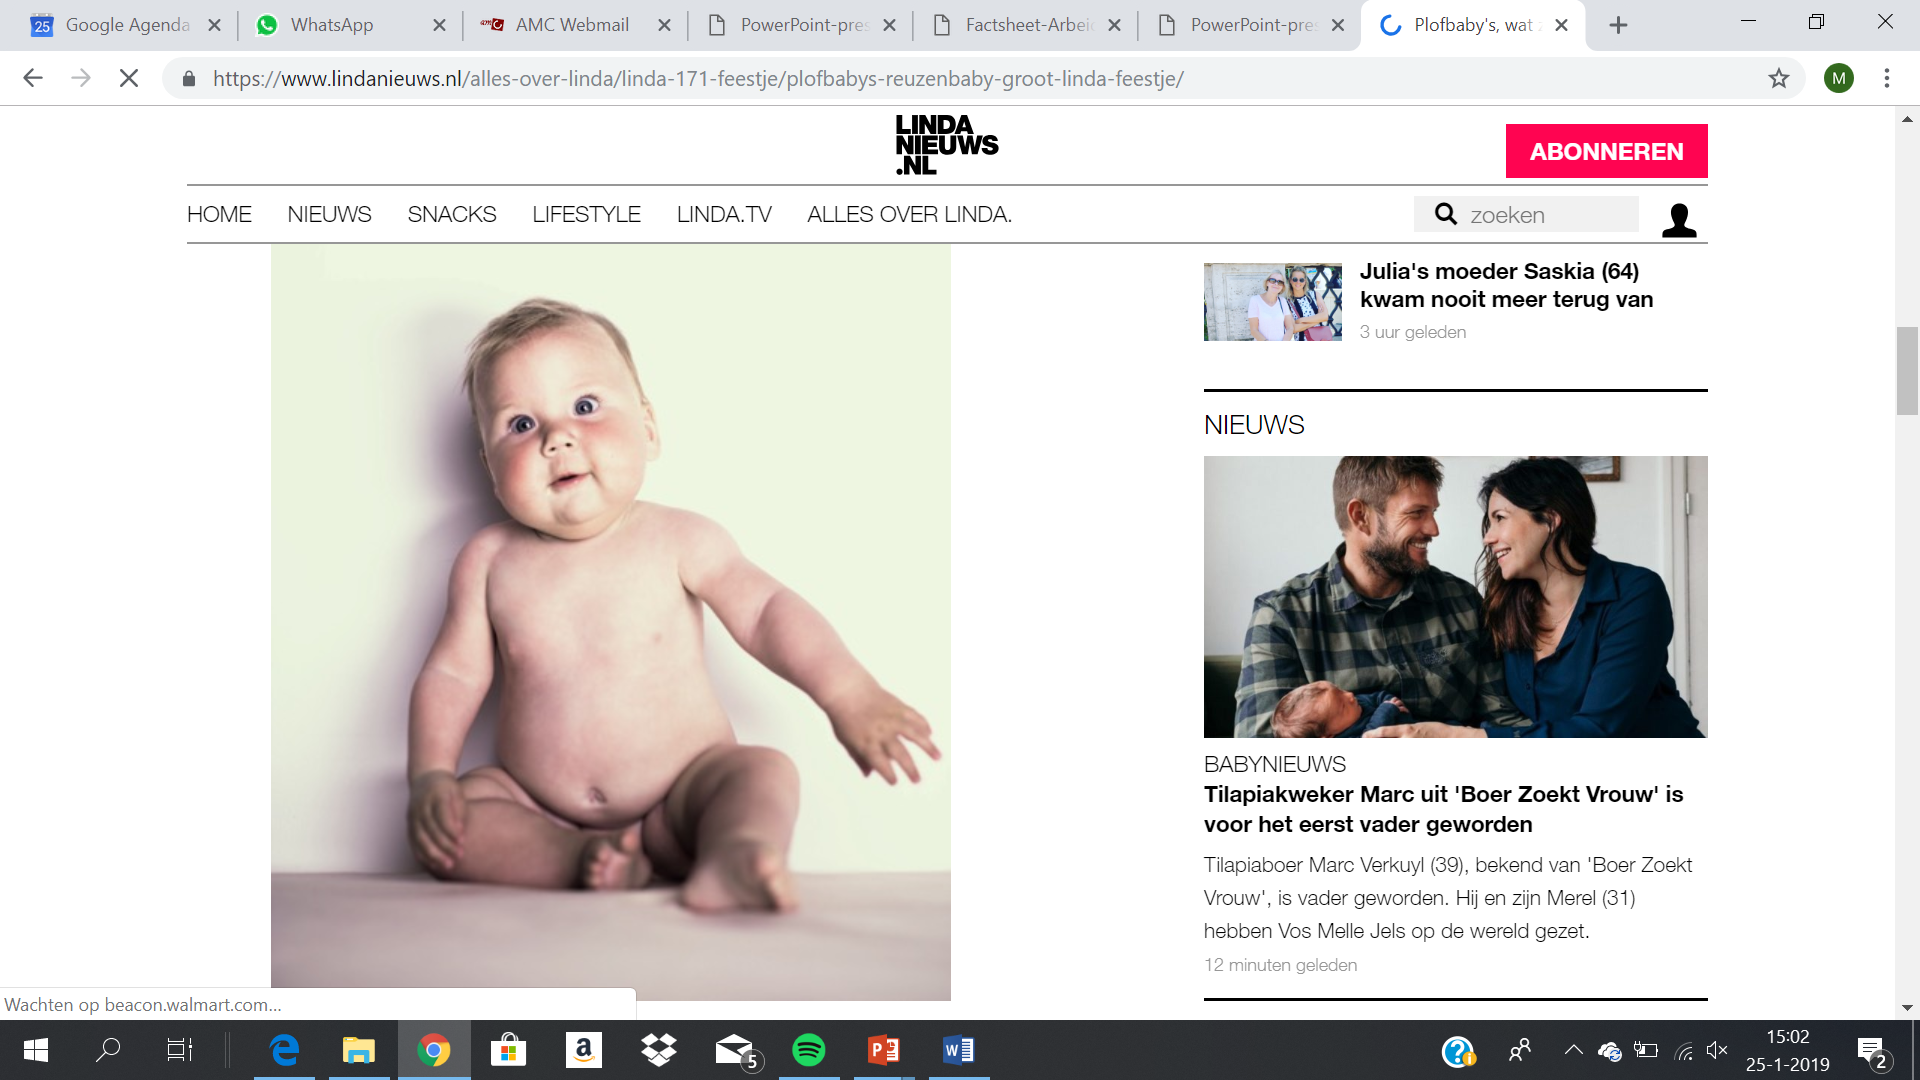 Google Agenda
WhatsApp
AMC Webmail
PowerPoint-pres
Factsheet-Arbeid
PowerPoint-pres
Plofbaby's, wat z
https://www.lindanieuws.nl/alles-over-linda/linda-171-feestje/plofbabys-reuzenbaby-groot-linda-feestje/
M
LINDA
NIEUWS
.NL
ABONNEREN
HOME NIEUWS SNACKS LIFESTYLE LINDA.TV ALLES OVER LINDA.
zoeken
Julia's moeder Saskia (64)
kwam nooit meer terug van
3 uur geleden
NIEUWS
BABYNIEUWS
Tilapiakweker Marc uit 'Boer Zoekt Vrouw' is
voor het eerst vader geworden
Tilapiaboer Marc Verkuyl (39), bekend van 'Boer Zoekt
Vrouw', is vader geworden. Hij en zijn Merel (31)
hebben Vos Melle Jels op de wereld gezet.
12 minuten geleden
Wachten op beacon.walmart.com...
5
15:02
25-1-2019
2